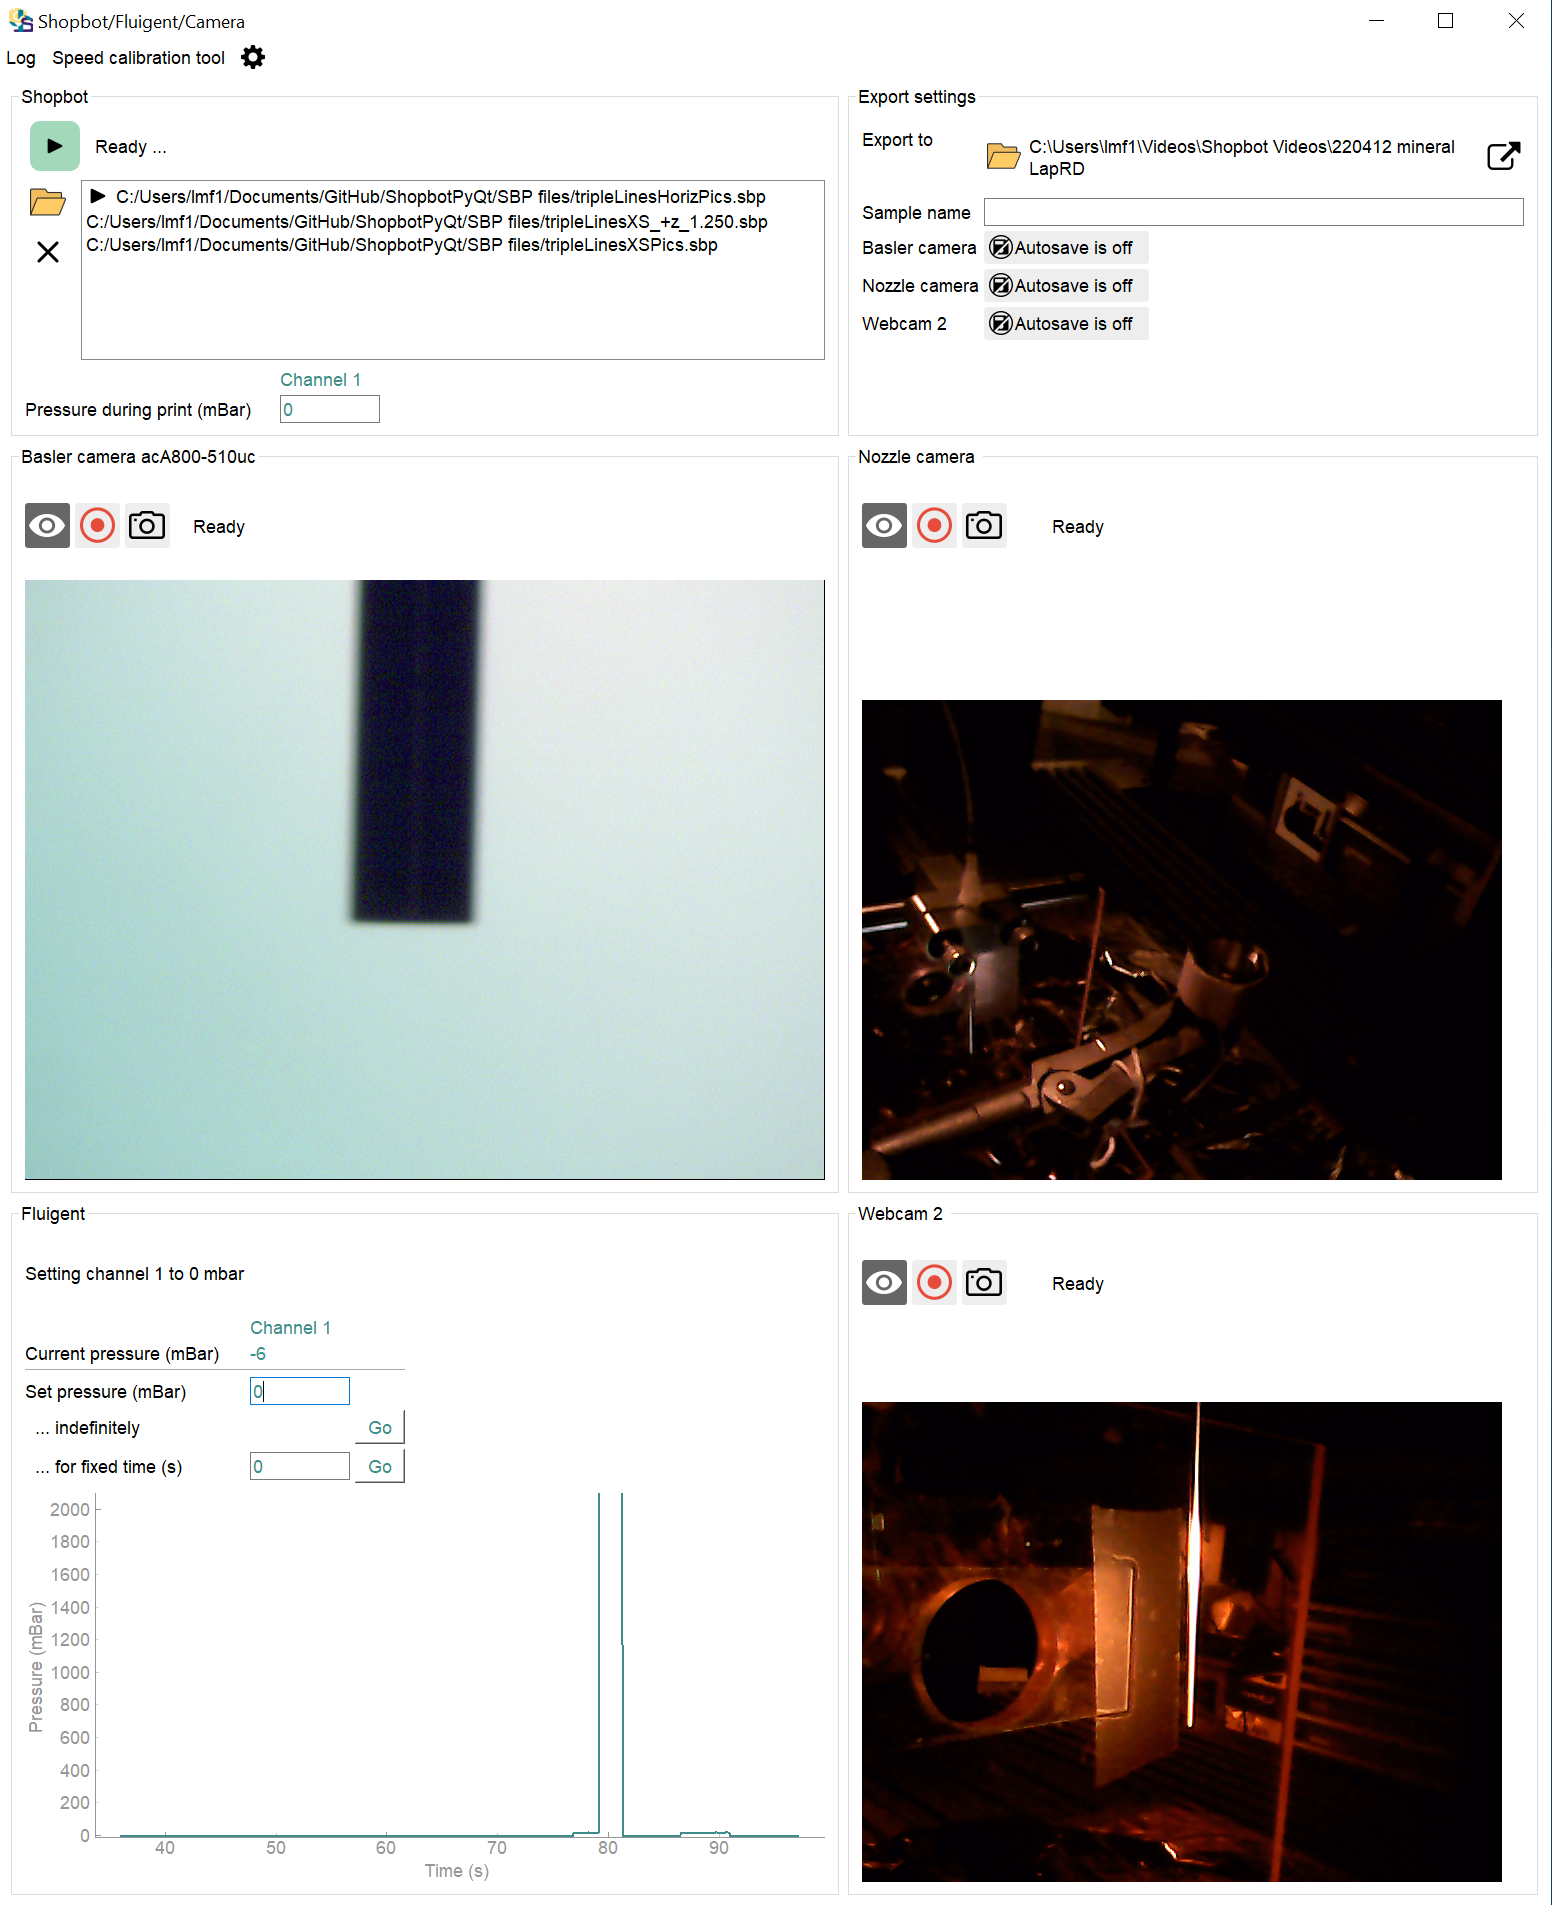 Shopbot/Fluigent/Camera
Log Speed calibration tool
Shopbot
Ready ...
C:/Users/lmf1/Documents/GitHub/ShopbotPyQt/SBP files/tripleLinesHorizPics.sbp
C:/Users/lmf1/Documents/GitHub/ShopbotPyQt/SBP files/tripleLinesXS_+z_1.250.sbp
C:/Users/lmf1/Documents/GitHub/ShopbotPyQt/SBP files/tripleLinesXSPics.sbp
Channel 1
Pressure during print (mBar) 0
Export settings
Export to C:\Users\lmf1\Videos\Shopbot Videos\220412 mineral
LapRD
Sample name
Basler camera Autosave is off
Nozzle camera Autosave is off
Webcam 2 Autosave is off
Basler camera acA800-510uc
Ready
Nozzle camera
Ready
Fluigent
Setting channel 1 to 0 mbar
Channel 1
Current pressure (mBar) -6
Set pressure (mBar) 0
... indefinitely Go
... for fixed time (s) 0 Go
2000
1800
1600
1400
1200
1000
800
600
400
200
0
Pressure (mBar)
40 50 60 70 80 90
Time (s)
Webcam 2
Ready